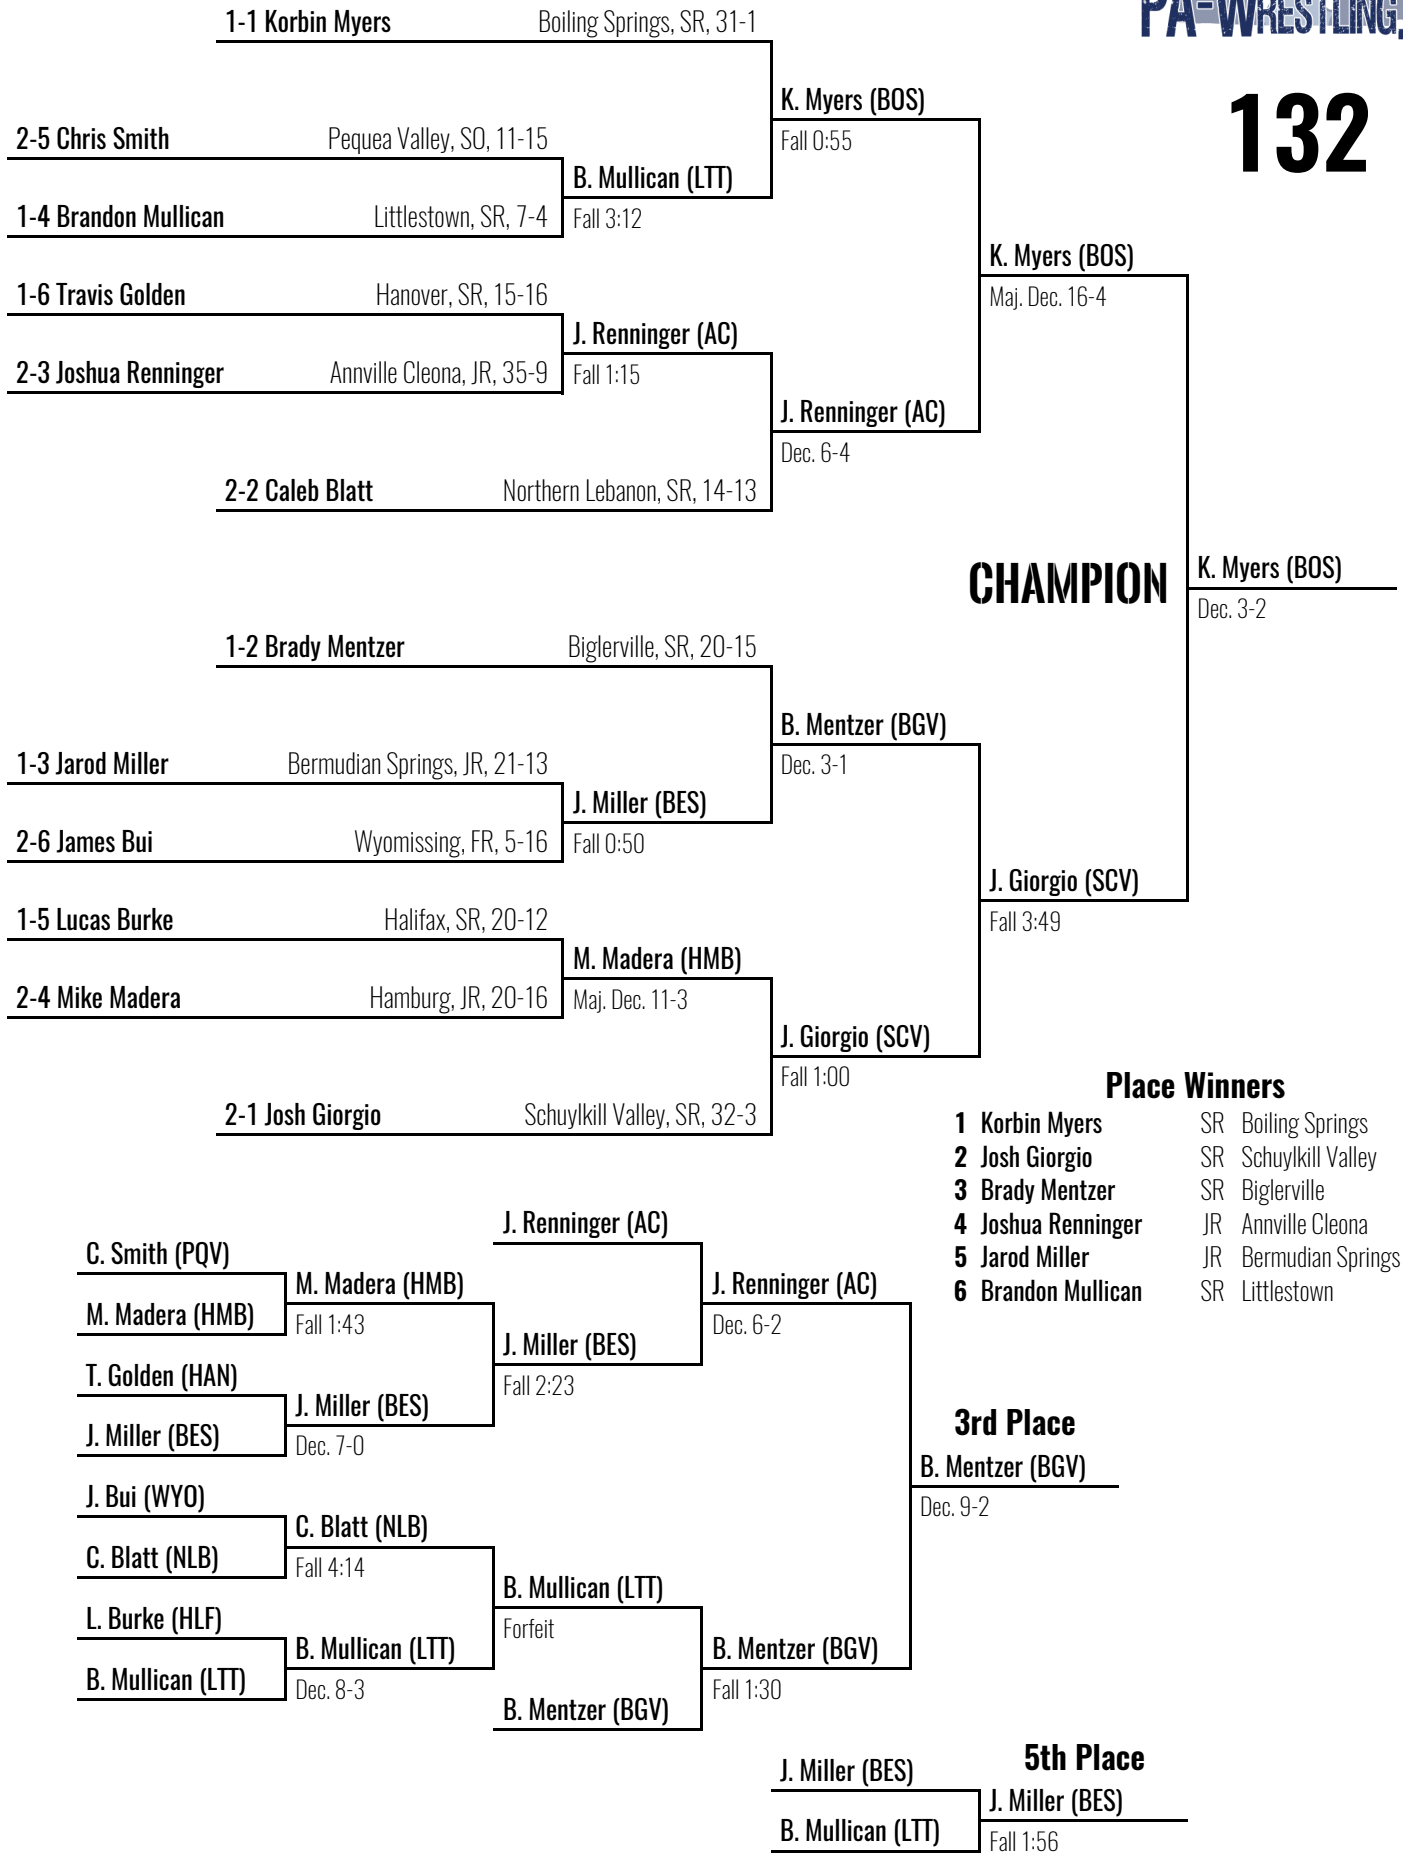 PA-WRESTLING.
132
1-1 Korbin Myers Boiling Springs, SR, 31-1
K. Myers (BOS)
Fall 0:55
2-5 Chris Smith Pequea Valley, SO, 11-15
B. Mullican (LTT)
Fall 3:12
1-4 Brandon Mullican Littlestown, SR, 7-4
K. Myers (BOS)
Maj. Dec. 16-4
1-6 Travis Golden Hanover, SR, 15-16
J. Renninger (AC)
Fall 1:15
2-3 Joshua Renninger Annville Cleona, JR, 35-9
J. Renninger (AC)
Dec. 6-4
2-2 Caleb Blatt Northern Lebanon, SR, 14-13
CHAMPION
K. Myers (BOS)
Dec. 3-2
1-2 Brady Mentzer Biglerville, SR, 20-15
B. Mentzer (BGV)
Dec. 3-1
1-3 Jarod Miller Bermudian Springs, JR, 21-13
J. Miller (BES)
Fall 0:50
2-6 James Bui Wyomissing, FR, 5-16
J. Giorgio (SCV)
Fall 3:49
1-5 Lucas Burke Halifax, SR, 20-12
M. Madera (HMB)
Maj. Dec. 11-3
2-4 Mike Madera Hamburg, JR, 20-16
J. Giorgio (SCV)
Fall 1:00
2-1 Josh Giorgio Schuylkill Valley, SR, 32-3
Place Winners
1 Korbin Myers SR Boiling Springs
2 Josh Giorgio SR Schuylkill Valley
3 Brady Mentzer SR Biglerville
4 Joshua Renninger JR Annville Cleona
5 Jarod Miller JR Bermudian Springs
6 Brandon Mullican SR Littlestown
J. Renninger (AC)
C. Smith (PQV)
M. Madera (HMB)
Fall 1:43
M. Madera (HMB)
J. Renninger (AC)
Dec. 6-2
J. Miller (BES)
Fall 2:23
T. Golden (HAN)
J. Miller (BES)
Dec. 7-0
J. Miller (BES)
3rd Place
B. Mentzer (BGV)
Dec. 9-2
J. Bui (WYO)
C. Blatt (NLB)
Fall 4:14
C. Blatt (NLB)
B. Mullican (LTT)
Forfeit
L. Burke (HLF)
B. Mullican (LTT)
Dec. 8-3
B. Mullican (LTT)
B. Mentzer (BGV)
Fall 1:30
B. Mentzer (BGV)
5th Place
J. Miller (BES)
J. Miller (BES)
Fall 1:56
B. Mullican (LTT)